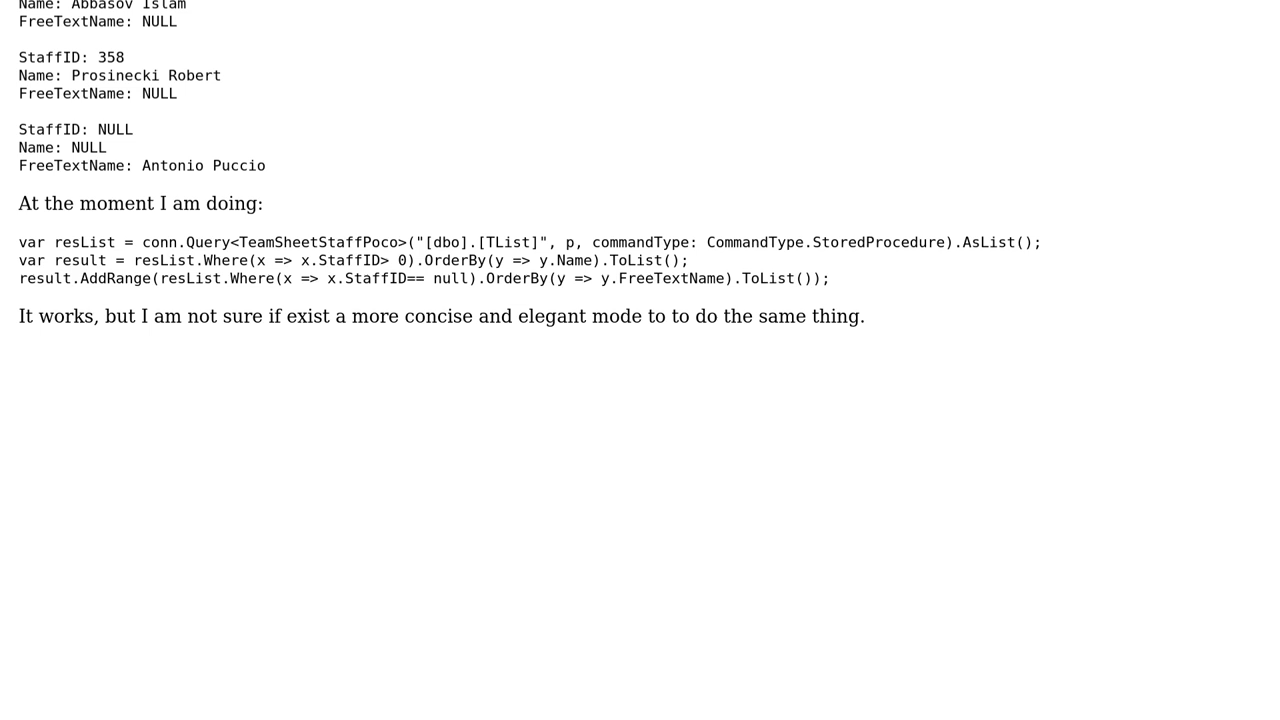 Name: Abbasov Islam
FreeTextName: NULL
StaffID: 358
Name: Prosinecki Robert
FreeTextName: NULL
StaffID: NULL
Name: NULL
FreeTextName: Antonio Puccio
At the moment I am doing:
var resList = conn.Query<TeamSheetStaffPoco>("[dbo].[TList]", p, commandType: CommandType.StoredProcedure).AsList();
var result = resList.Where(x => x.StaffID> 0).OrderBy(y => y.Name).ToList();
result.AddRange(resList.Where(x => x.StaffID== null).OrderBy(y => y.FreeTextName).ToList());
It works, but I am not sure if exist a more concise and elegant mode to to do the same thing.